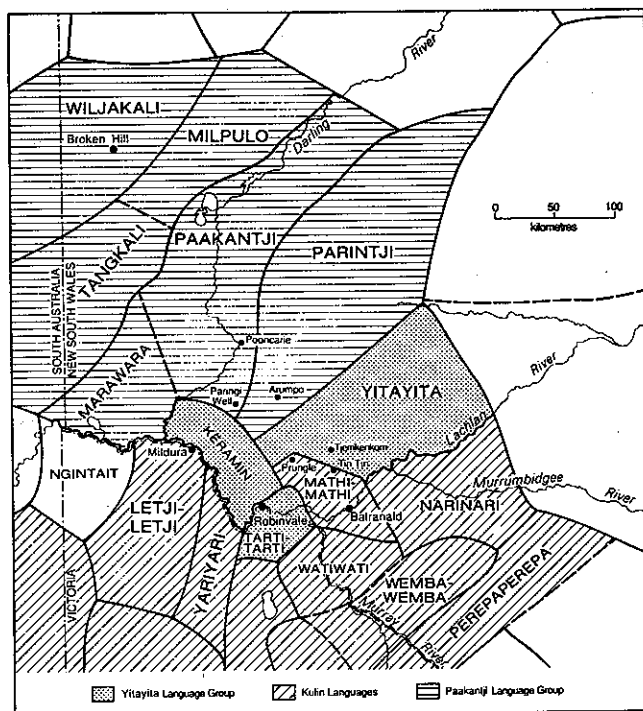 River
WILJAKALI
Broken Hill
MILPULO
Darling
0 50 100
kilometres
PAAKANTJI
PARINTJI
TANGKALI
SOUTH AUSTRALIA
NEW SOUTH WALES
Pooncarie
River
MARAWARA
Paringi
Well
Arumpo
YITAYITA
KERAMIN
Lachlan
Mildura
Prungle
Tin Tin
NGINTAIT
MATHI-
MATHI
Murrumbidgee
River
LETJI-
LETJI
NARINARI
Robinvale
Balranald
TARTI
TARTI
YARIYARI
WATIWATI
WEMBA-
WEMBA
PEREPAPEREPA
VICTORIA
Murray
River
Yitayita Language Group
Kulin Languages
Paakantji Language Group